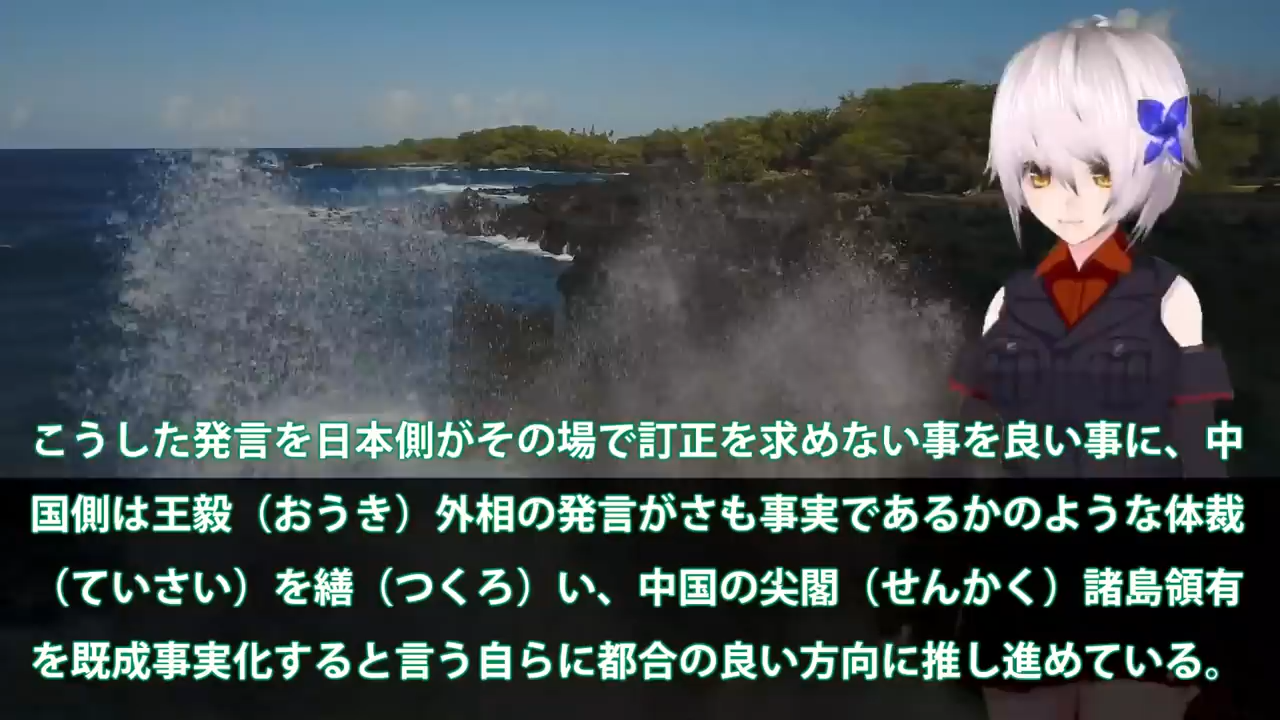 こうした発言を日本側がその場で訂正を求めない事を良い事に、中
国側は王毅（おうき）外相の発言がさも事実であるかのような体裁
（ていさい）を繕（つくろ）い、中国の尖閣（せんかく）諸島領有
を既成事実化すると言う自らに都合の良い方向に推し進めている。